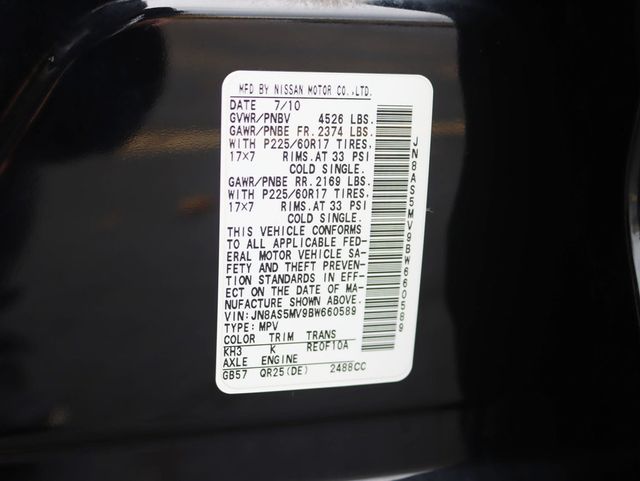 MFD BY NISSAN MOTOR CO.,LTD.
DATE 7/10
GVWR/PNBV 4526 LBS.
GAWR/PNBE FR.2374 LBS.
WITH P225/60R17 TIRES,
17×7 RIMS.AT 33 PSI
COLD SINGLE.
GAWR/PNBE RR.2169 LBS.
WITH P225/60R17 TIRES,
17×7 RIMS.AT 33 PSI
COLD SINGLE.
THIS VEHICLE CONFORMS
TO ALL APPLICABLE FED-
ERAL MOTOR VEHICLE SA-
FETY AND THEFT PREVEN-
TION STANDARDS IN EFF-
ECT ON THE DATE OF MA-
NUFACTURE SHOWN ABOVE.
VIN:JN8AS5MV9BW660589
TYPE:MPV
COLOR TRIM TRANS
KH3 K RE0F10A
AXLE ENGINE
GB57 QR25(DE) 2488CC
JN8AS5MV9BW660589